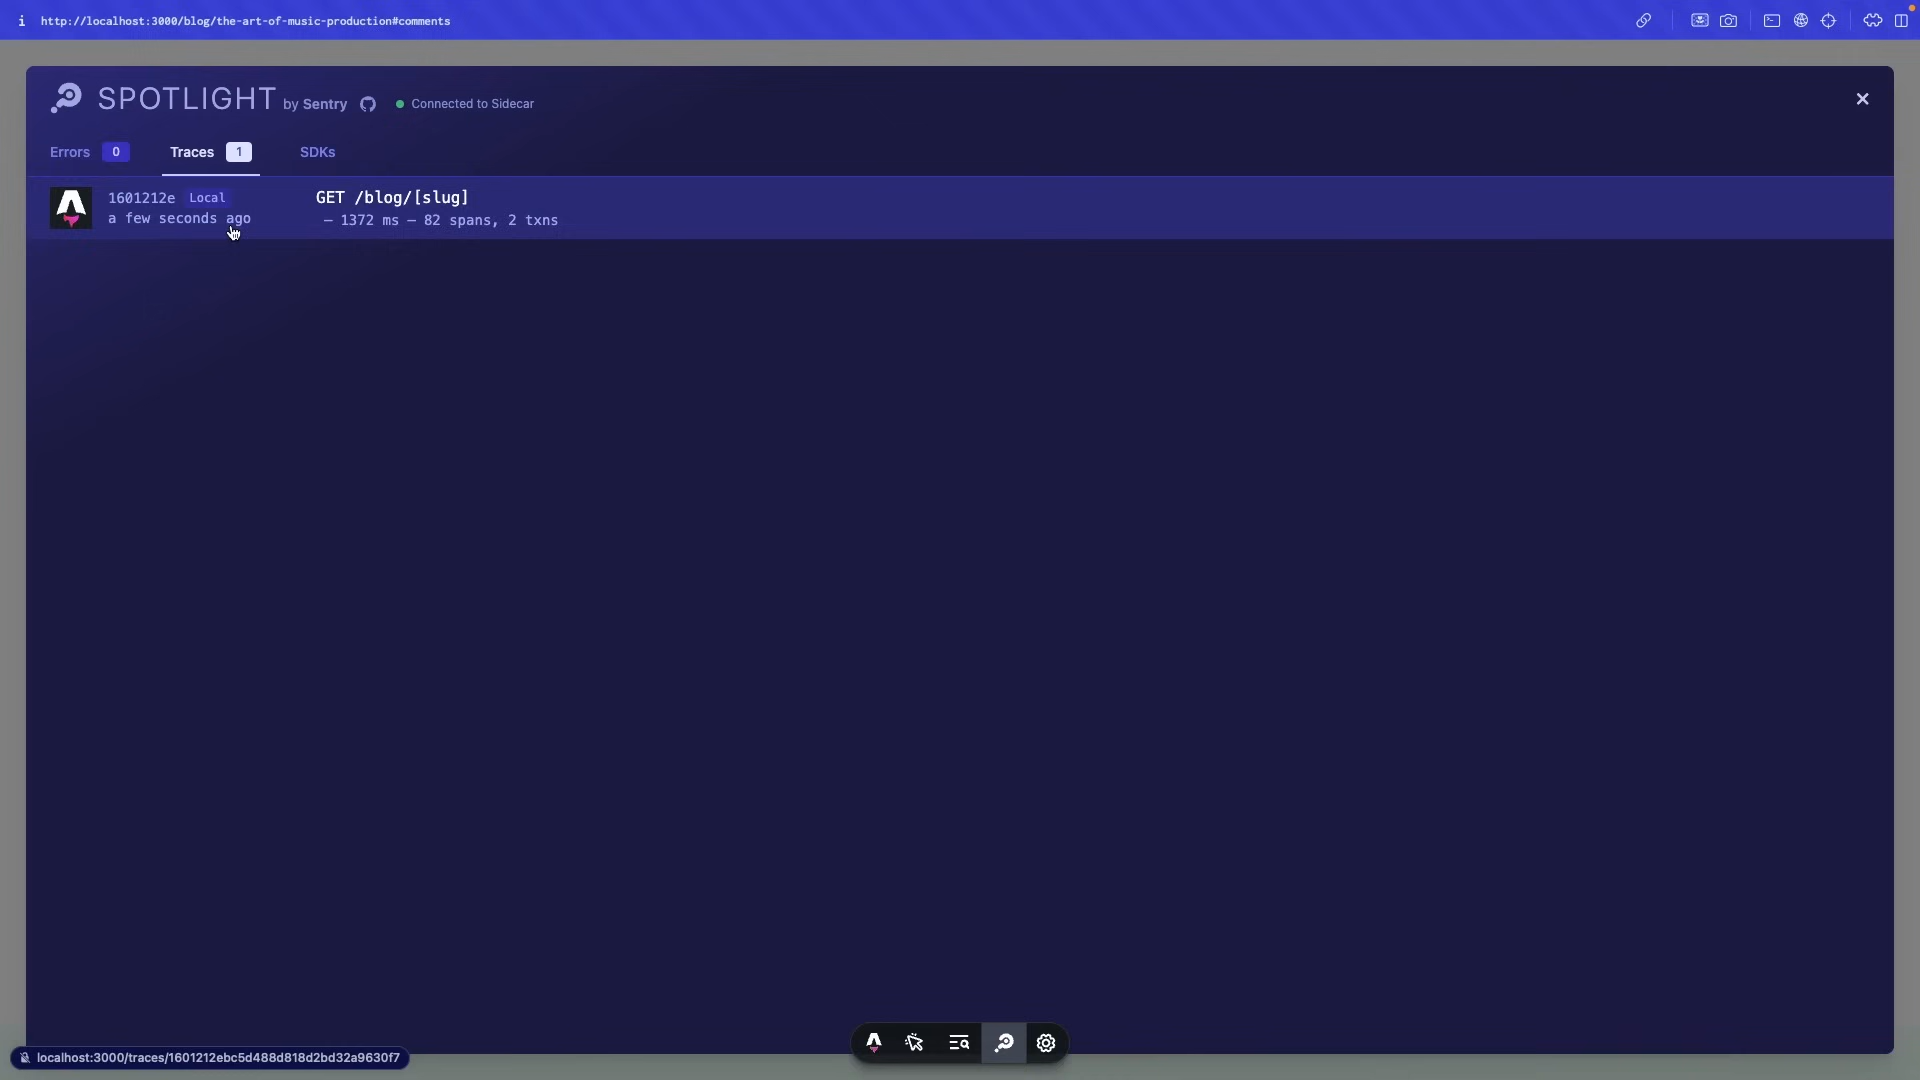 http://localhost:3000/blog/the-art-of-music-production#comments
SPOTLIGHT by Sentry Connected to Sidecar
Errors 0 Traces 1 SDKs
1601212e Local GET /blog/[slug]
a few seconds ago — 1372 ms — 82 spans, 2 txns
localhost:3000/traces/1601212ebc5d488d818d2bd32a9630f7